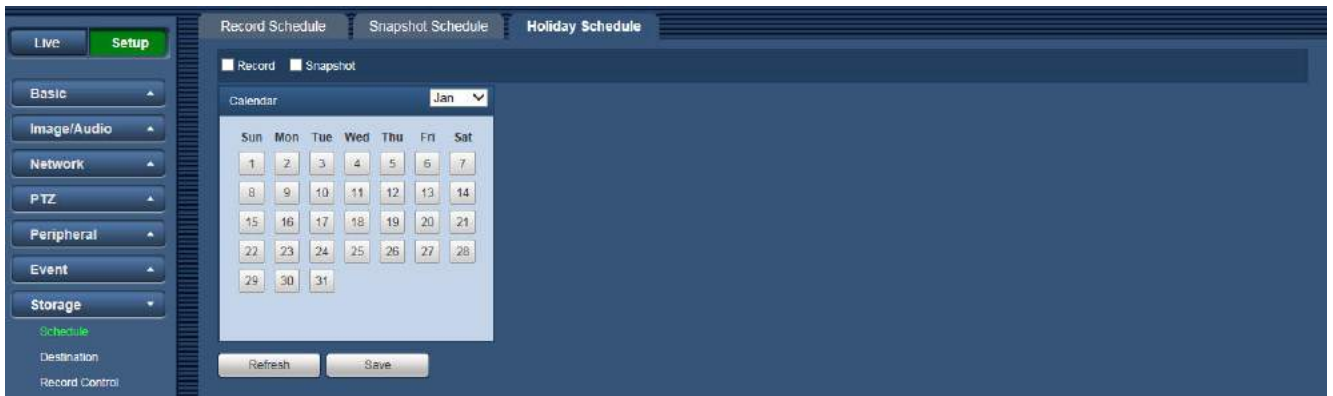 Live Setup
Basic
Image/Audio
Network
PTZ
Peripheral
Event
Storage
Schedule
Destination
Record Control
Record Schedule Snapshot Schedule Holiday Schedule
Record Snapshot
Calendar Jan
Sun Mon Tue Wed Thu Fri Sat
1 2 3 4 5 6 7
8 9 10 11 12 13 14
15 16 17 18 19 20 21
22 23 24 25 26 27 28
29 30 31
Refresh Save